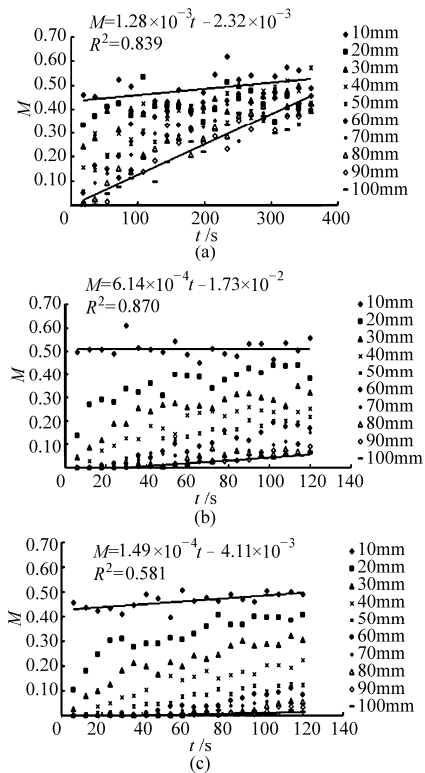 M=1.28×10⁻³t – 2.32×10⁻³
R²=0.839
0.70
0.60
0.50
0.40
0.30
0.20
0.10
M
0
100
200
300
400
t /s
10mm
20mm
30mm
40mm
50mm
60mm
70mm
80mm
90mm
100mm
(a)
M=6.14×10⁻⁴t – 1.73×10⁻²
R²=0.870
0.70
0.60
0.50
0.40
0.30
0.20
0.10
M
0
20
40
60
80
100
120
140
t /s
10mm
20mm
30mm
40mm
50mm
60mm
70mm
80mm
90mm
100mm
(b)
M=1.49×10⁻⁴t – 4.11×10⁻³
R²=0.581
0.70
0.60
0.50
0.40
0.30
0.20
0.10
M
0
20
40
60
80
100
120
140
t /s
10mm
20mm
30mm
40mm
50mm
60mm
70mm
80mm
90mm
100mm
(c)